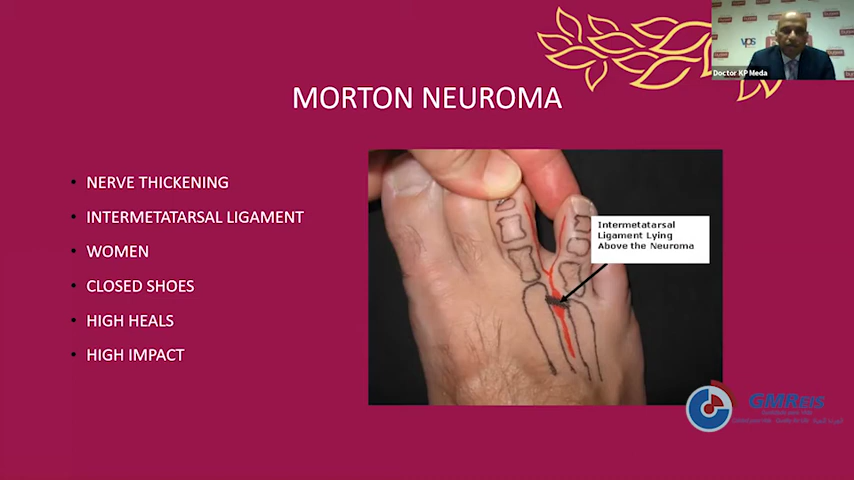 vps
Doctor KP Meda
MORTON NEUROMA
NERVE THICKENING
INTERMETATARSAL LIGAMENT
WOMEN
CLOSED SHOES
HIGH HEALS
HIGH IMPACT
Intermetatarsal
Ligament Lying
Above the Neuroma
GMREIS